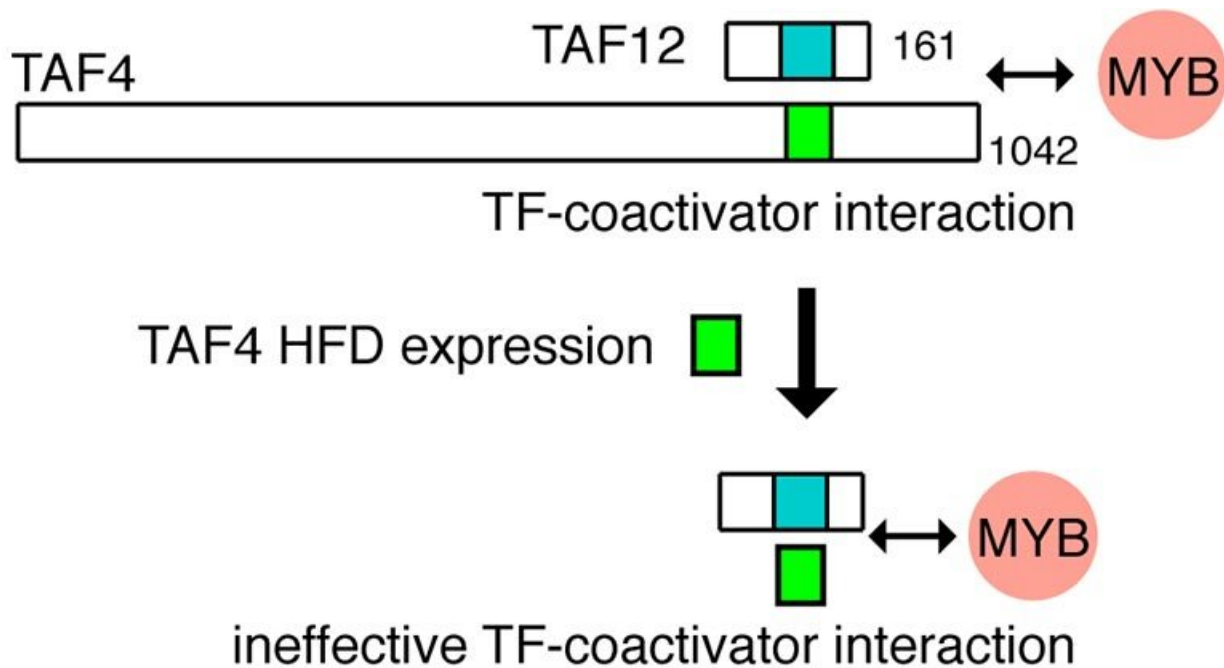 TAF12 161 MYB
TAF4
1042
TF-coactivator interaction
TAF4 HFD expression
MYB
ineffective TF-coactivator interaction